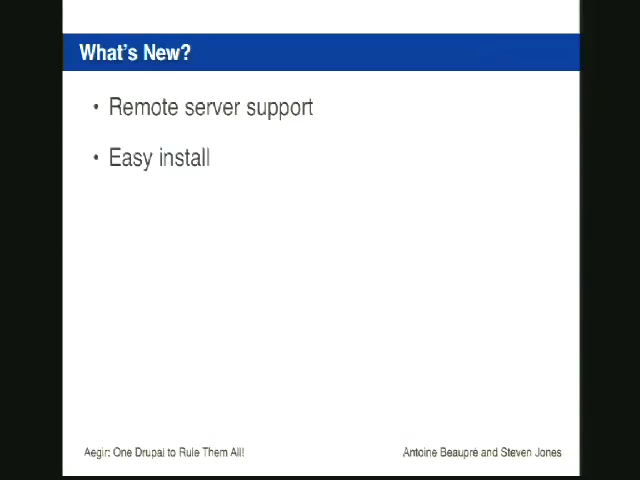 What's New?
• Remote server support
• Easy install
Aegir: One Drupal to Rule Them All!
Antoine Beaupré and Steven Jones